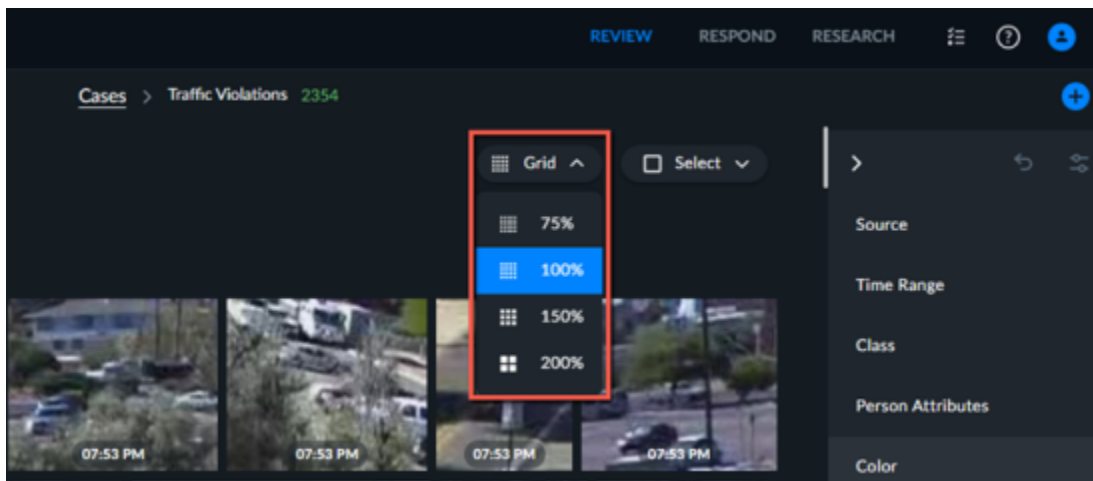 REVIEW RESPOND RESEARCH
Cases > Traffic Violations 2354
Grid Select
75%
100%
150%
200%
Source
Time Range
Class
Person Attributes
Color
07:53 PM 07:53 PM 07:53 PM 07:53 PM